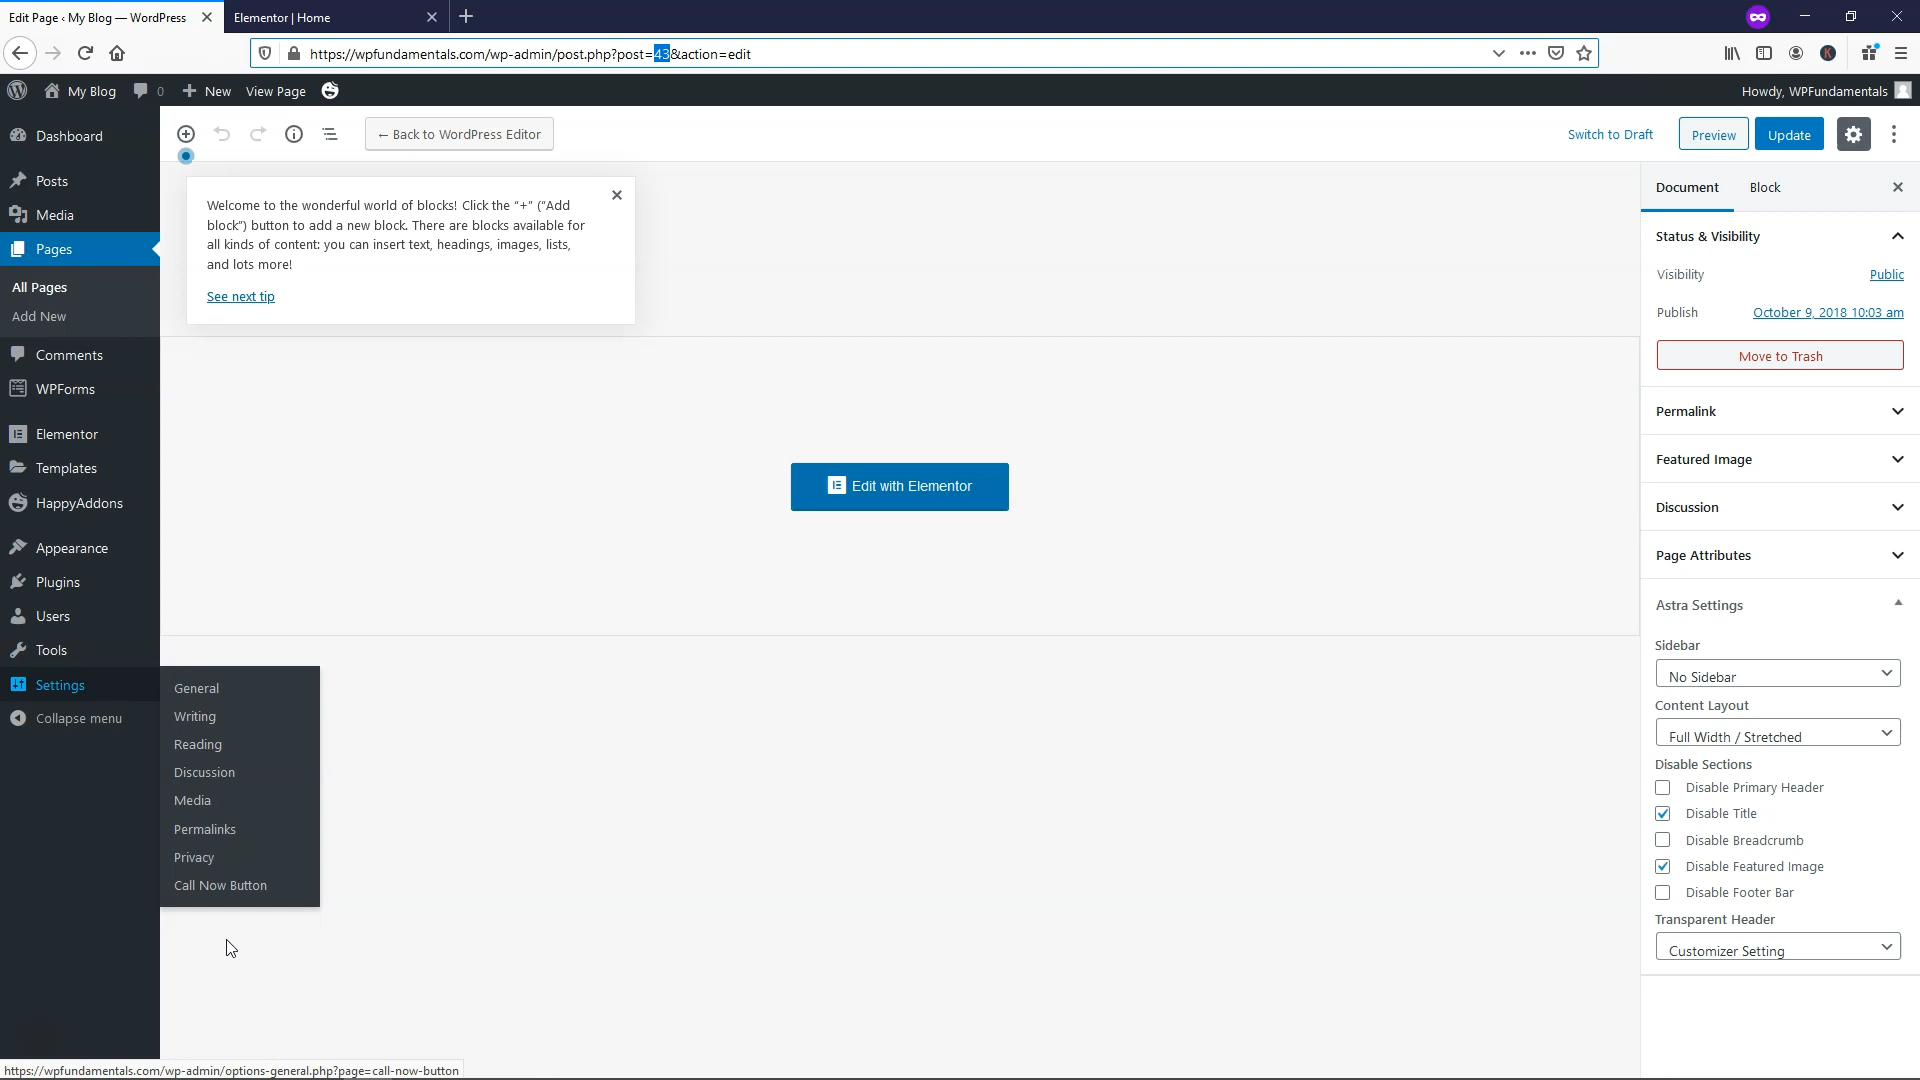 Edit Page ‹ My Blog — WordPress
Elementor | Home
https://wpfundamentals.com/wp-admin/post.php?post=43&action=edit
My Blog
0
New
View Page
Howdy, WPFundamentals
Dashboard
Posts
Media
Pages
All Pages
Add New
Comments
WPForms
Elementor
Templates
HappyAddons
Appearance
Plugins
Users
Tools
Settings
Collapse menu
General
Writing
Reading
Discussion
Media
Permalinks
Privacy
Call Now Button
← Back to WordPress Editor
Switch to Draft
Preview
Update
Welcome to the wonderful world of blocks! Click the “+” (“Add
block”) button to add a new block. There are blocks available for
all kinds of content: you can insert text, headings, images, lists,
and lots more!
See next tip
Edit with Elementor
Document
Block
Status & Visibility
Visibility
Public
Publish
October 9, 2018 10:03 am
Move to Trash
Permalink
Featured Image
Discussion
Page Attributes
Astra Settings
Sidebar
No Sidebar
Content Layout
Full Width / Stretched
Disable Sections
Disable Primary Header
Disable Title
Disable Breadcrumb
Disable Featured Image
Disable Footer Bar
Transparent Header
Customizer Setting
https://wpfundamentals.com/wp-admin/options-general.php?page=call-now-button